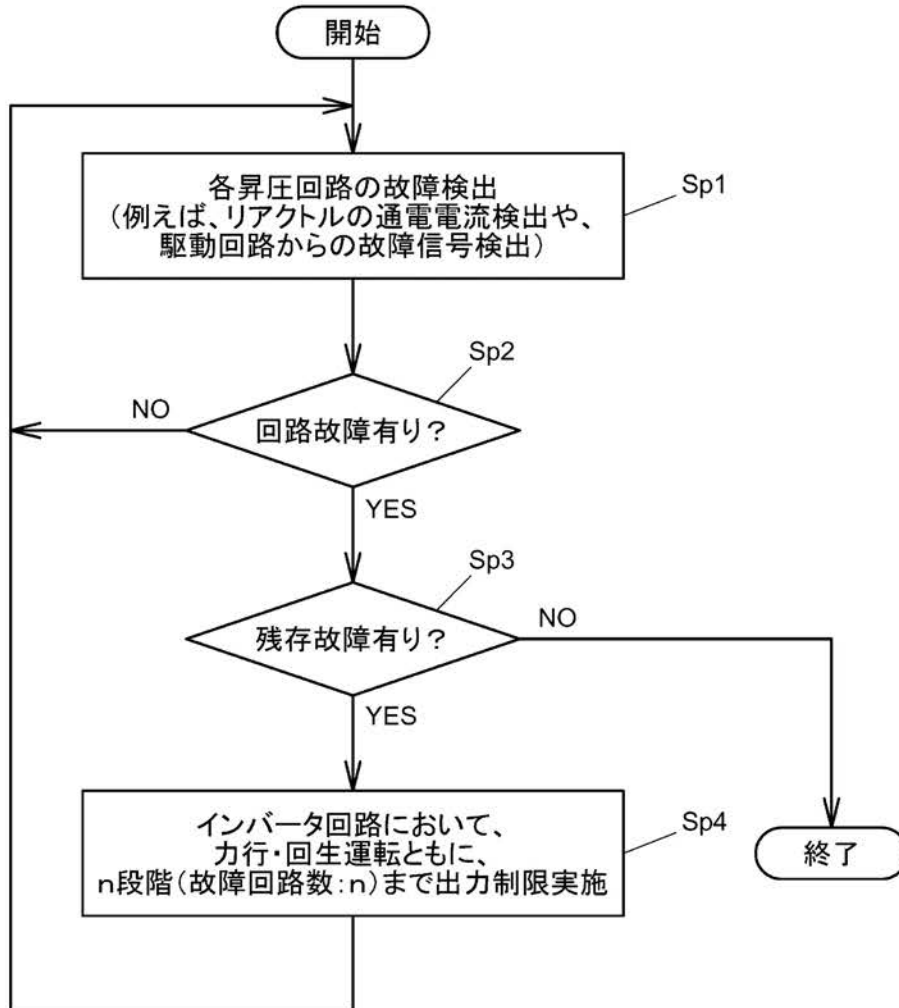 開始
各昇圧回路の故障検出
(例えば、リアクトルの通電電流検出や、
駆動回路からの故障信号検出)
Sp1
Sp2
NO
回路故障有り?
YES
Sp3
NO
残存故障有り?
YES
インバータ回路において、
力行・回生運転ともに、
n段階(故障回路数:n)まで出力制限実施
Sp4
終了